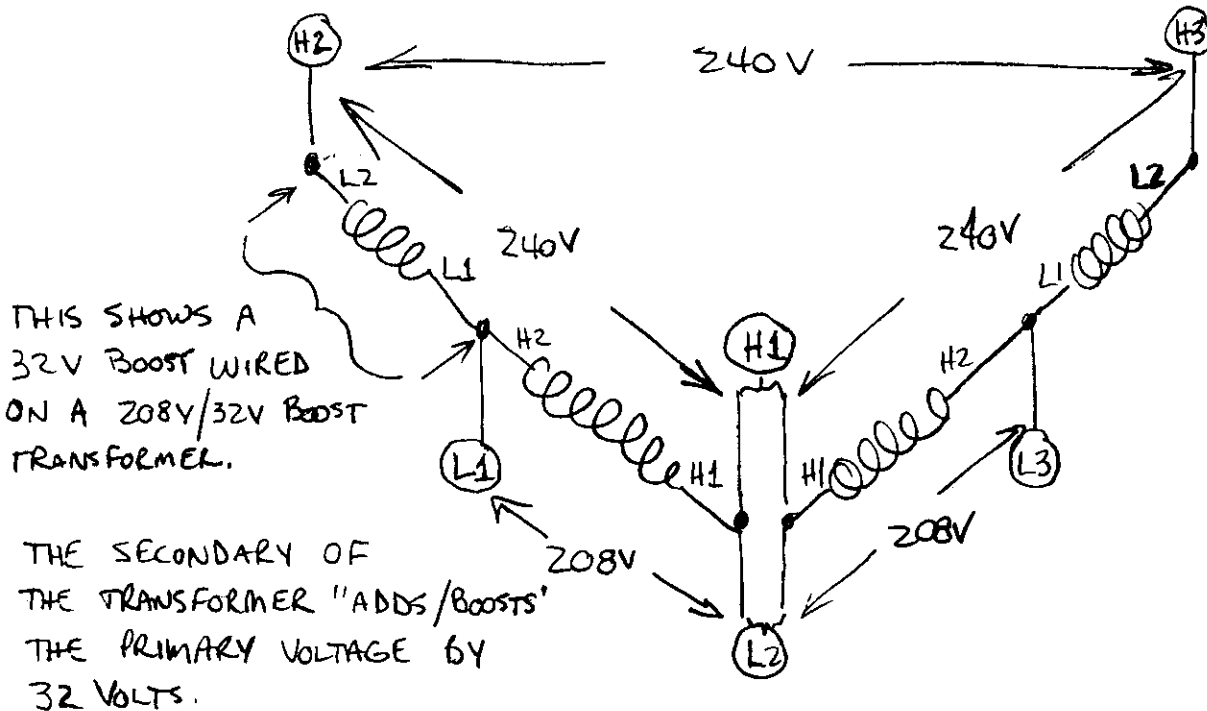 H2
240V
H3
L2
L2
240V
240V
L1
L1
THIS SHOWS A
32V BOOST WIRED
ON A 208V/32V BOOST
TRANSFORMER.
H2
H1
H2
L1
H1
H1
L3
208V
208V
THE SECONDARY OF
THE TRANSFORMER "ADDS/BOOSTS'
THE PRIMARY VOLTAGE BY
32 VOLTS.
L2